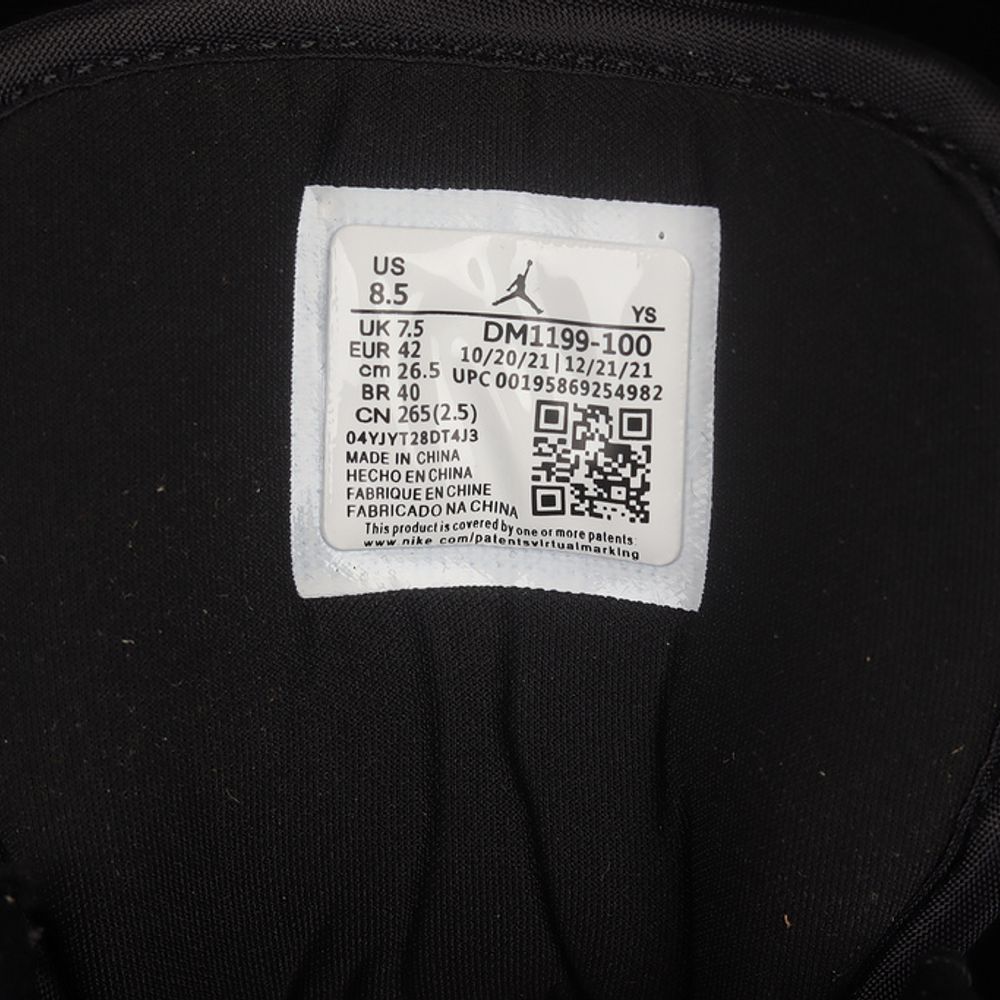 US
8.5
YS
UK 7.5
EUR 42
cm 26.5
BR 40
CN 265(2.5)
DM1199-100
10/20/21|12/21/21
UPC 00195869254982
04YJYT28DT4J3
MADE IN CHINA
HECHO EN CHINA
FABRIQUE EN CHINE
FABRICADO NA CHINA
This product is covered by one or more patents:
www.nike.com/patentsvirtualmarking